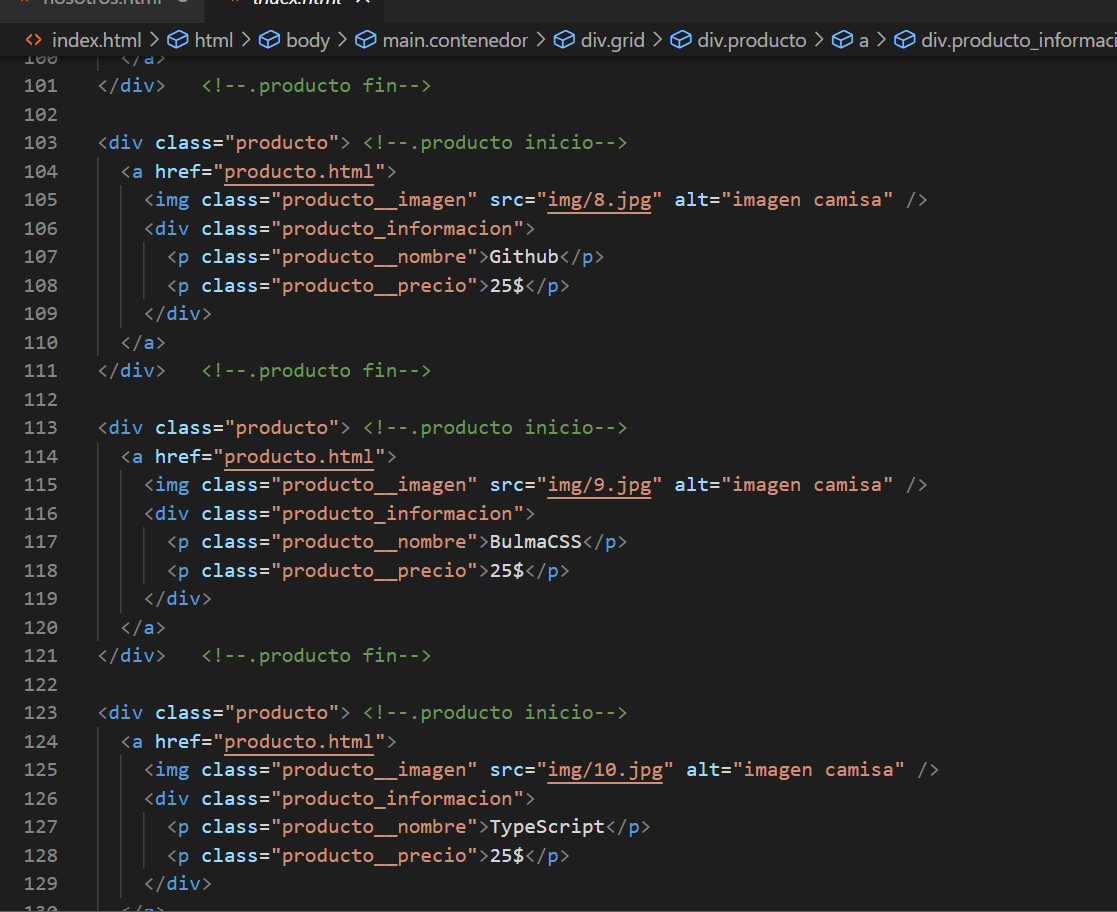 nosotros.html index.html
index.html > html > body > main.contenedor > div.grid > div.producto > a > div.producto_informaci
100 </a>
101 </div> <!--.producto fin-->
102
103 <div class="producto"> <!--.producto inicio-->
104 <a href="producto.html">
105 <img class="producto__imagen" src="img/8.jpg" alt="imagen camisa" />
106 <div class="producto_informacion">
107 <p class="producto__nombre">Github</p>
108 <p class="producto__precio">25$</p>
109 </div>
110 </a>
111 </div> <!--.producto fin-->
112
113 <div class="producto"> <!--.producto inicio-->
114 <a href="producto.html">
115 <img class="producto__imagen" src="img/9.jpg" alt="imagen camisa" />
116 <div class="producto_informacion">
117 <p class="producto__nombre">BulmaCSS</p>
118 <p class="producto__precio">25$</p>
119 </div>
120 </a>
121 </div> <!--.producto fin-->
122
123 <div class="producto"> <!--.producto inicio-->
124 <a href="producto.html">
125 <img class="producto__imagen" src="img/10.jpg" alt="imagen camisa" />
126 <div class="producto_informacion">
127 <p class="producto__nombre">TypeScript</p>
128 <p class="producto__precio">25$</p>
129 </div>
130 </a>